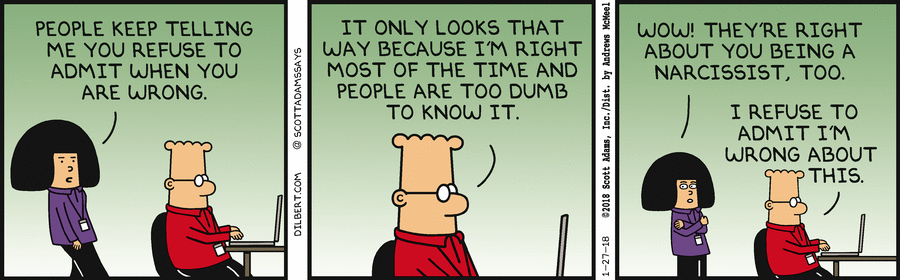 PEOPLE KEEP TELLING
ME YOU REFUSE TO
ADMIT WHEN YOU
ARE WRONG.
DILBERT.COM @SCOTTADAMSSAYS
IT ONLY LOOKS THAT
WAY BECAUSE I'M RIGHT
MOST OF THE TIME AND
PEOPLE ARE TOO DUMB
TO KNOW IT.
1-27-18 ©2018 Scott Adams, Inc./Dist. by Andrews McMeel
WOW! THEY'RE RIGHT
ABOUT YOU BEING A
NARCISSIST, TOO.
I REFUSE TO
ADMIT I'M
WRONG ABOUT
THIS.